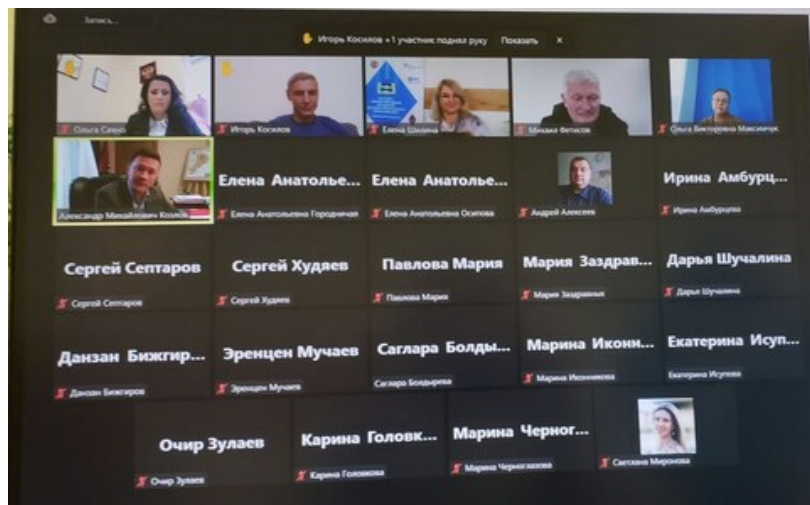 Запись...
Игорь Косилов +1 участник поднял руку Показать ×
Ольга Сахно
Игорь Косилов
Елена Шилина
Михаил Фетисов
Ольга Викторовна Максимчук
Александр Михайлович Козлов
Елена Анатолье...
Елена Анатольевна Городничая
Елена Анатолье...
Елена Анатольевна Осипова
Андрей Алексеев
Ирина Амбурц...
Ирина Амбурцева
Сергей Септаров
Сергей Септаров
Сергей Худяев
Сергей Худяев
Павлова Мария
Павлова Мария
Мария Заздрав...
Мария Заздравных
Дарья Шучалина
Дарья Шучалина
Данзан Бижгир...
Данзан Бижгиров
Эренцен Мучаев
Эренцен Мучаев
Саглара Болды...
Саглара Болдырева
Марина Иконн...
Марина Иконникова
Екатерина Исуп...
Екатерина Исупова
Очир Зулаев
Очир Зулаев
Карина Головк...
Карина Головкова
Марина Черног...
Марина Черноглазова
Светлана Миронова